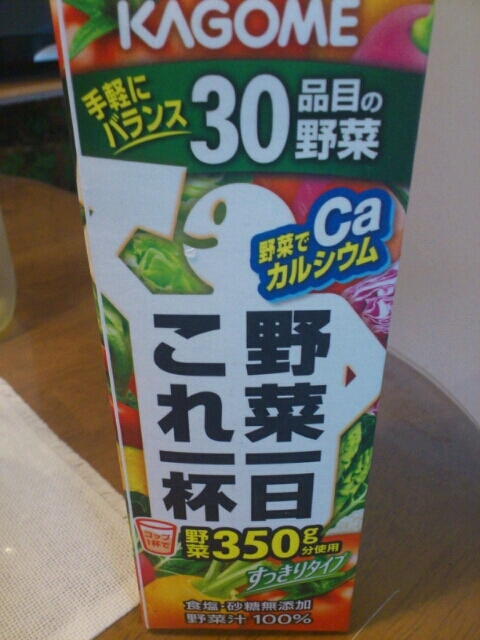 KAGOME
手軽に
バランス
30品目の
野菜
野菜で
カルシウム
Ca
野菜一日
これ一杯
コップ
1杯で
野菜350g
分使用
すっきりタイプ
食塩・砂糖無添加
野菜汁100%